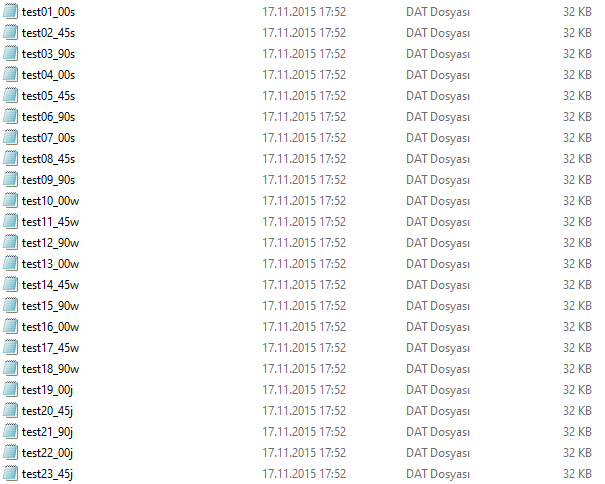 test01_00s 17.11.2015 17:52 DAT Dosyası 32 KB
test02_45s 17.11.2015 17:52 DAT Dosyası 32 KB
test03_90s 17.11.2015 17:52 DAT Dosyası 32 KB
test04_00s 17.11.2015 17:52 DAT Dosyası 32 KB
test05_45s 17.11.2015 17:52 DAT Dosyası 32 KB
test06_90s 17.11.2015 17:52 DAT Dosyası 32 KB
test07_00s 17.11.2015 17:52 DAT Dosyası 32 KB
test08_45s 17.11.2015 17:52 DAT Dosyası 32 KB
test09_90s 17.11.2015 17:52 DAT Dosyası 32 KB
test10_00w 17.11.2015 17:52 DAT Dosyası 32 KB
test11_45w 17.11.2015 17:52 DAT Dosyası 32 KB
test12_90w 17.11.2015 17:52 DAT Dosyası 32 KB
test13_00w 17.11.2015 17:52 DAT Dosyası 32 KB
test14_45w 17.11.2015 17:52 DAT Dosyası 32 KB
test15_90w 17.11.2015 17:52 DAT Dosyası 32 KB
test16_00w 17.11.2015 17:52 DAT Dosyası 32 KB
test17_45w 17.11.2015 17:52 DAT Dosyası 32 KB
test18_90w 17.11.2015 17:52 DAT Dosyası 32 KB
test19_00j 17.11.2015 17:52 DAT Dosyası 32 KB
test20_45j 17.11.2015 17:52 DAT Dosyası 32 KB
test21_90j 17.11.2015 17:52 DAT Dosyası 32 KB
test22_00j 17.11.2015 17:52 DAT Dosyası 32 KB
test23_45j 17.11.2015 17:52 DAT Dosyası 32 KB